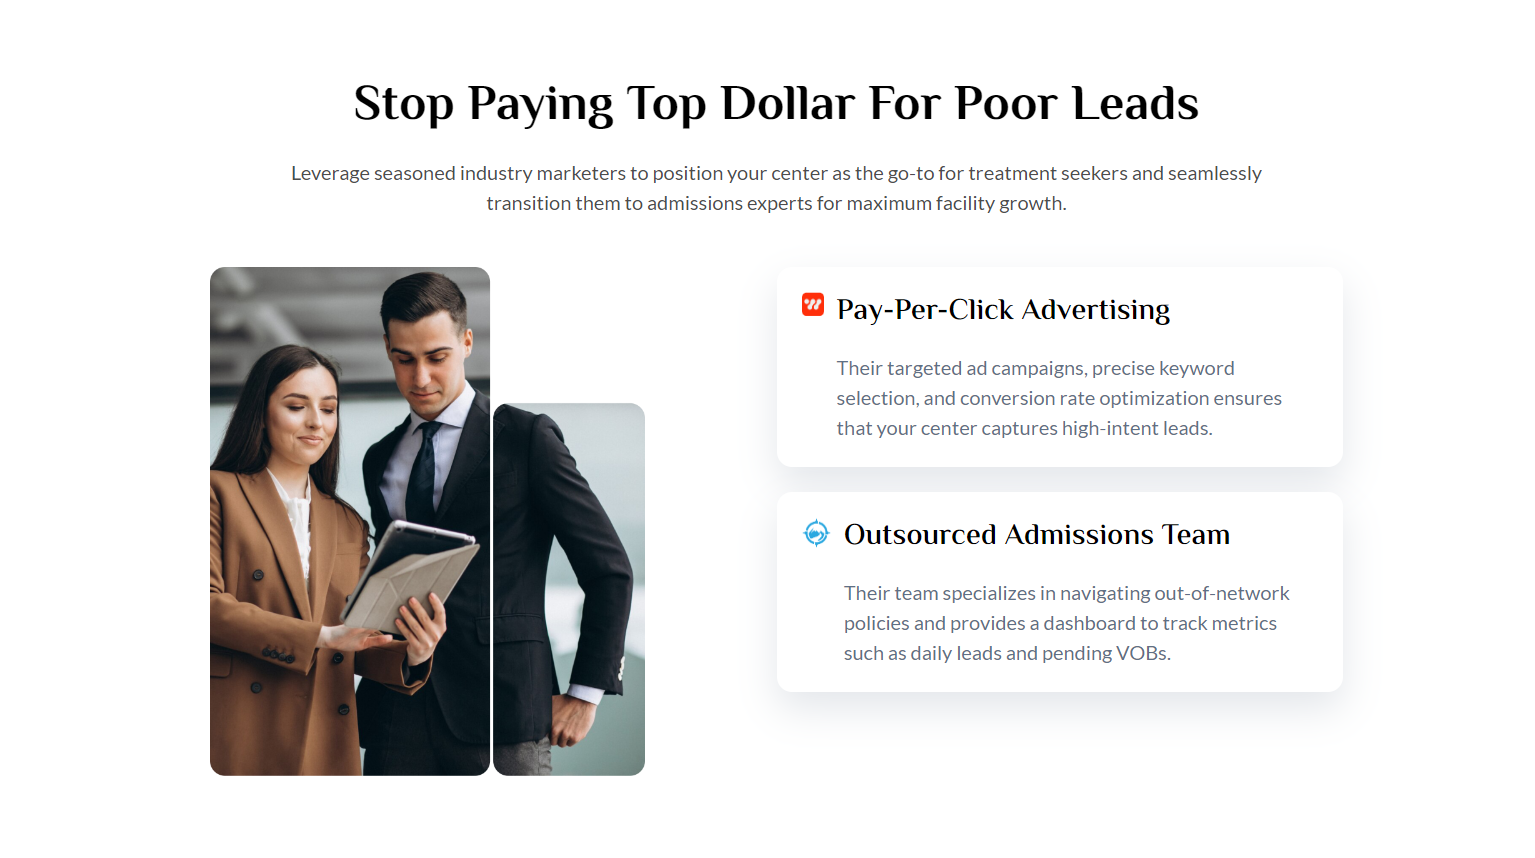 Stop Paying Top Dollar For Poor Leads
Leverage seasoned industry marketers to position your center as the go-to for treatment seekers and seamlessly
transition them to admissions experts for maximum facility growth.
Pay-Per-Click Advertising
Their targeted ad campaigns, precise keyword
selection, and conversion rate optimization ensures
that your center captures high-intent leads.
Outsourced Admissions Team
Their team specializes in navigating out-of-network
policies and provides a dashboard to track metrics
such as daily leads and pending VOBs.